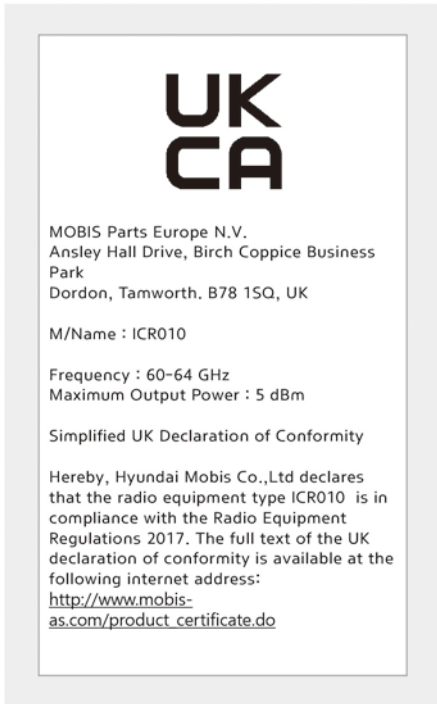 UK
CA
MOBIS Parts Europe N.V.
Ansley Hall Drive, Birch Coppice Business
Park
Dordon, Tamworth. B78 1SQ, UK
M/Name : ICR010
Frequency : 60-64 GHz
Maximum Output Power : 5 dBm
Simplified UK Declaration of Conformity
Hereby, Hyundai Mobis Co.,Ltd declares
that the radio equipment type ICR010 is in
compliance with the Radio Equipment
Regulations 2017. The full text of the UK
declaration of conformity is available at the
following internet address:
http://www.mobis-
as.com/product_certificate.do